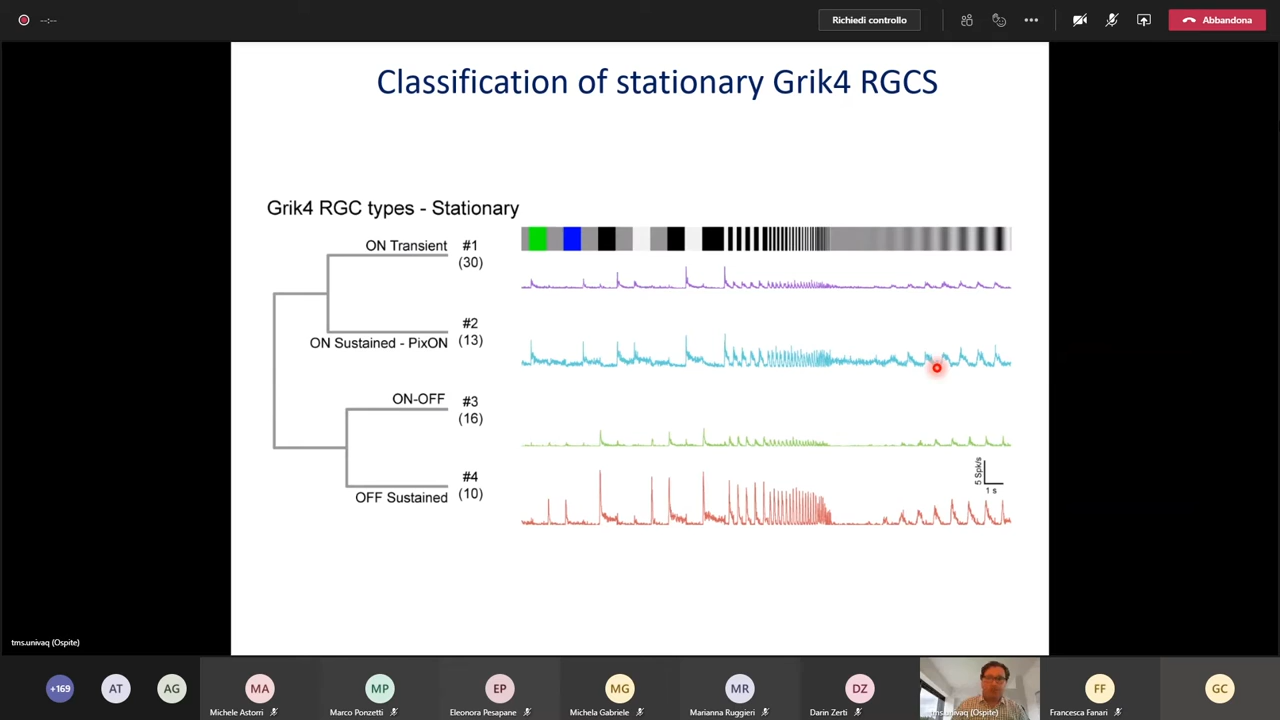 --:--
Richiedi controllo
Abbandona
Classification of stationary Grik4 RGCS
Grik4 RGC types - Stationary
ON Transient #1
(30)
ON Sustained - PixON #2
(13)
ON-OFF #3
(16)
OFF Sustained #4
(10)
5 Spk/s
1 s
tms.univaq (Ospite)
+169
AT
AG
MA
Michele Astorri
MP
Marco Ponzetti
EP
Eleonora Pesapane
MG
Michela Gabriele
MR
Marianna Ruggieri
DZ
Darin Zerti
tms.univaq (Ospite)
FF
Francesca Fanari
GC